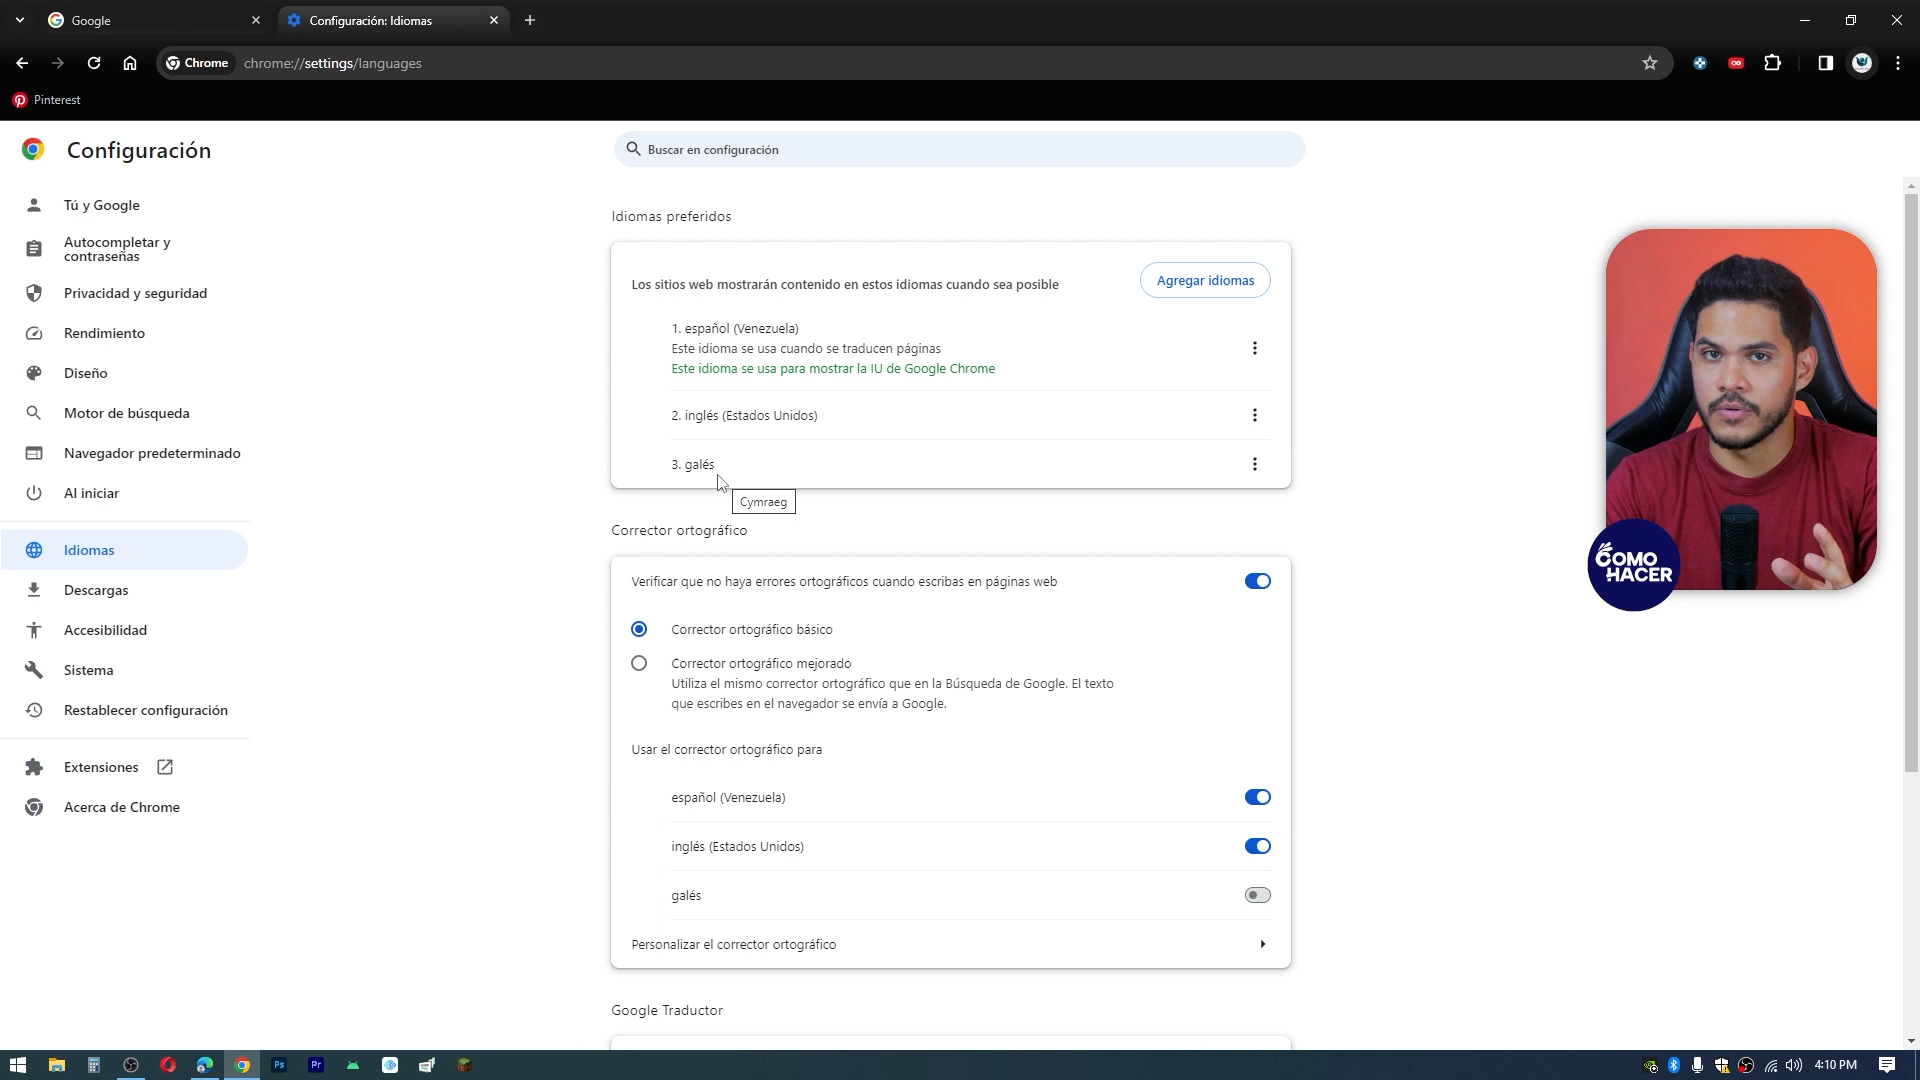 Google
Configuración: Idiomas
Chrome
chrome://settings/languages
Pinterest
Configuración
Buscar en configuración
Tú y Google
Autocompletar y
contraseñas
Privacidad y seguridad
Rendimiento
Diseño
Motor de búsqueda
Navegador predeterminado
Al iniciar
Idiomas
Descargas
Accesibilidad
Sistema
Restablecer configuración
Extensiones
Acerca de Chrome
Idiomas preferidos
Los sitios web mostrarán contenido en estos idiomas cuando sea posible
Agregar idiomas
1. español (Venezuela)
Este idioma se usa cuando se traducen páginas
Este idioma se usa para mostrar la IU de Google Chrome
2. inglés (Estados Unidos)
3. galés
Cymraeg
Corrector ortográfico
Verificar que no haya errores ortográficos cuando escribas en páginas web
Corrector ortográfico básico
Corrector ortográfico mejorado
Utiliza el mismo corrector ortográfico que en la Búsqueda de Google. El texto
que escribes en el navegador se envía a Google.
Usar el corrector ortográfico para
español (Venezuela)
inglés (Estados Unidos)
galés
Personalizar el corrector ortográfico
Google Traductor
COMO
HACER
Ps
Pr
4:10 PM